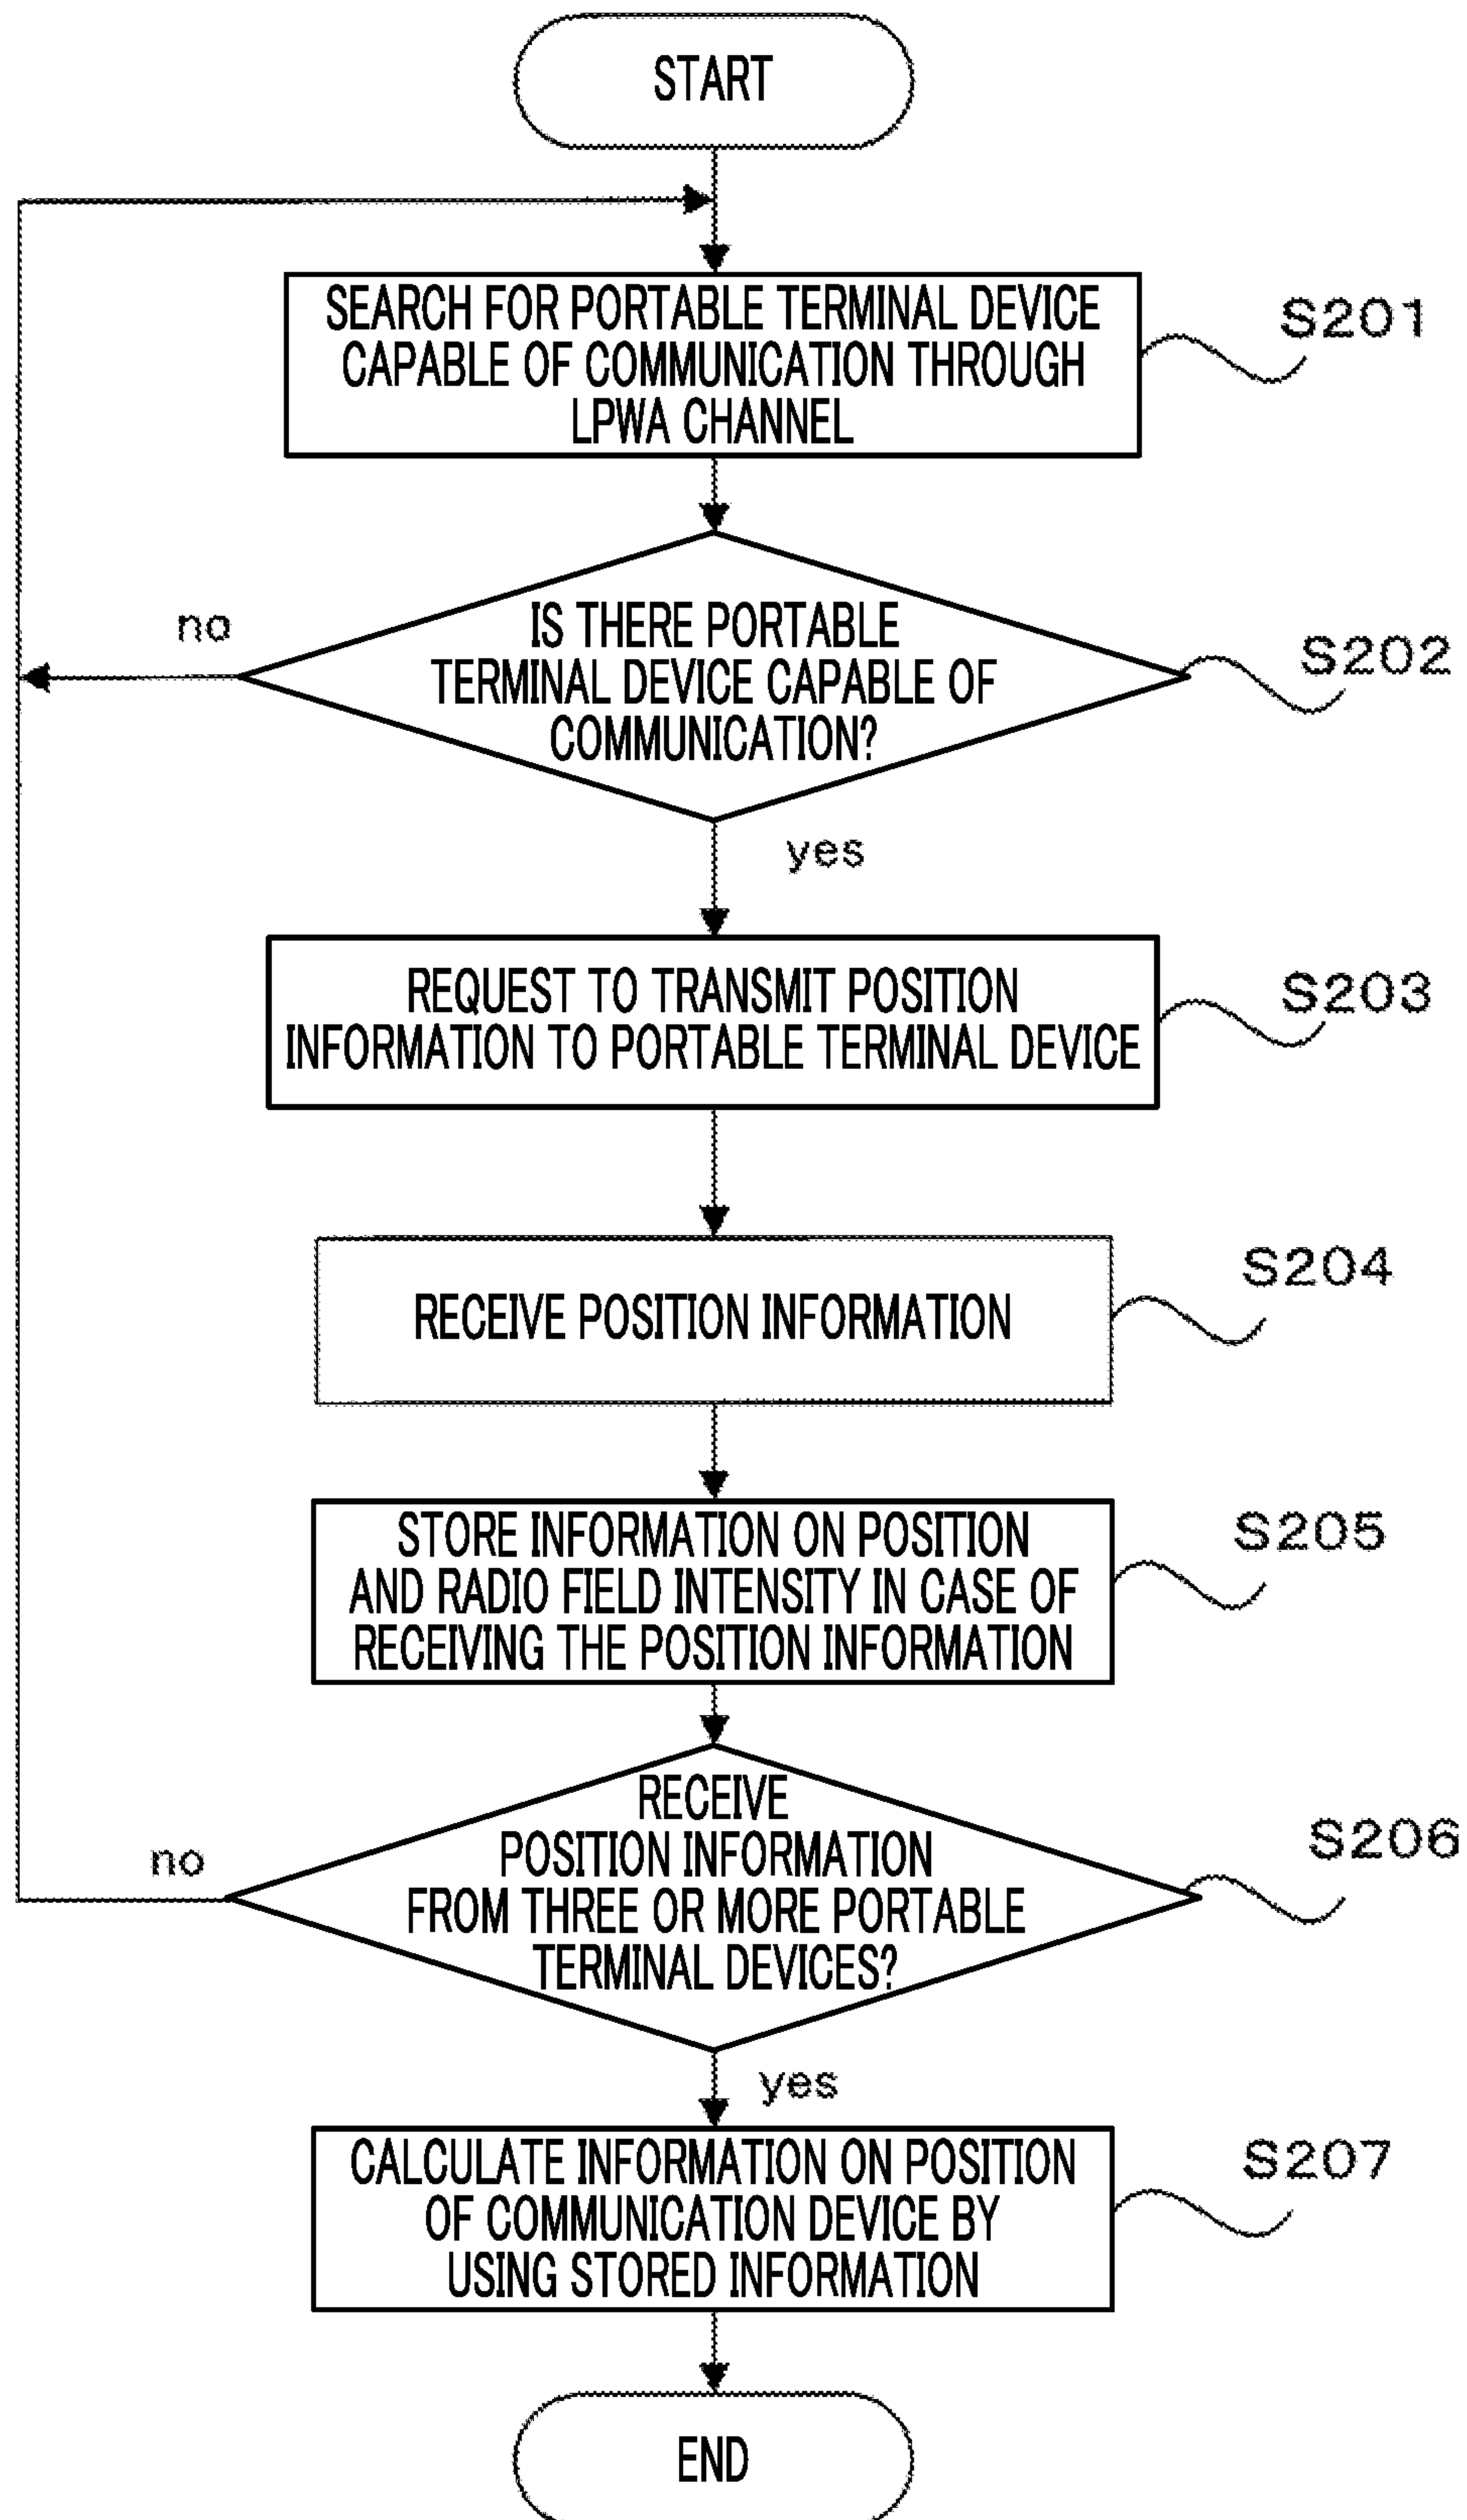 START
SEARCH FOR PORTABLE TERMINAL DEVICE
CAPABLE OF COMMUNICATION THROUGH
LPWA CHANNEL
S201
IS THERE PORTABLE
TERMINAL DEVICE CAPABLE OF
COMMUNICATION?
no
S202
yes
REQUEST TO TRANSMIT POSITION
INFORMATION TO PORTABLE TERMINAL DEVICE
S203
RECEIVE POSITION INFORMATION
S204
STORE INFORMATION ON POSITION
AND RADIO FIELD INTENSITY IN CASE OF
RECEIVING THE POSITION INFORMATION
S205
RECEIVE
POSITION INFORMATION
FROM THREE OR MORE PORTABLE
TERMINAL DEVICES?
no
S206
yes
CALCULATE INFORMATION ON POSITION
OF COMMUNICATION DEVICE BY
USING STORED INFORMATION
S207
END